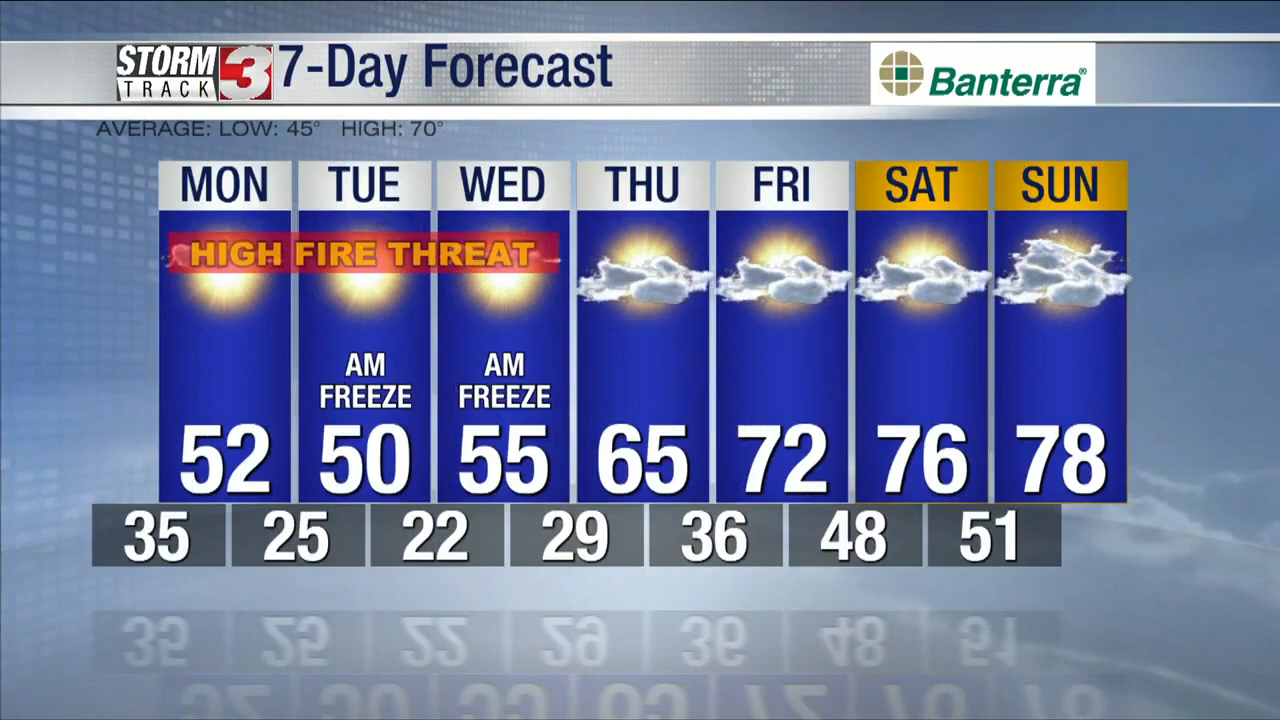 STORM TRACK 3 7-Day Forecast
Banterra®
AVERAGE: LOW: 45° HIGH: 70°
MON TUE WED THU FRI SAT SUN
HIGH FIRE THREAT
AM FREEZE
AM FREEZE
52 50 55 65 72 76 78
35 25 22 29 36 48 51